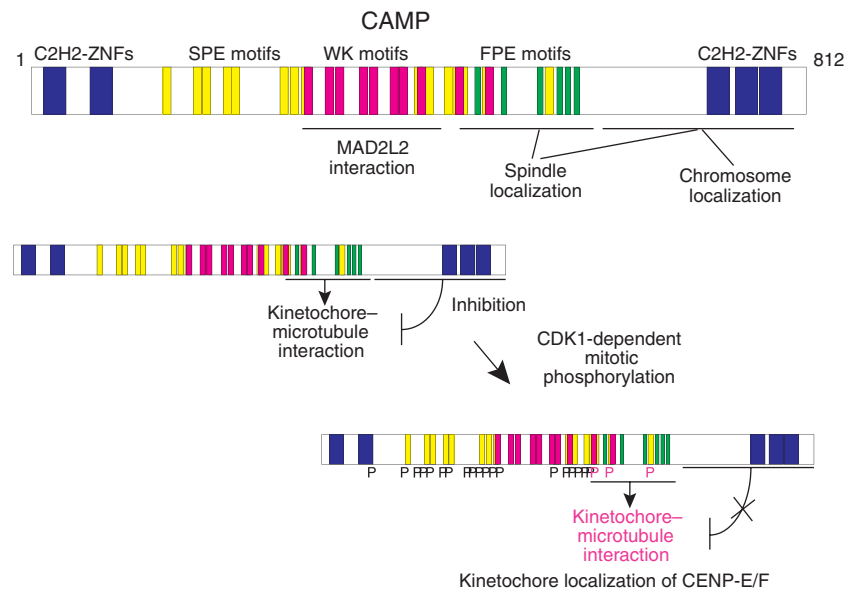 CAMP
1 C2H2-ZNFs SPE motifs WK motifs FPE motifs C2H2-ZNFs 812
MAD2L2
interaction
Spindle
localization
Chromosome
localization
Kinetochore–
microtubule
interaction
Inhibition
CDK1-dependent
mitotic
phosphorylation
P P P P P P P P P P P P P P P P P P P P P P
Kinetochore–
microtubule
interaction
Kinetochore localization of CENP-E/F